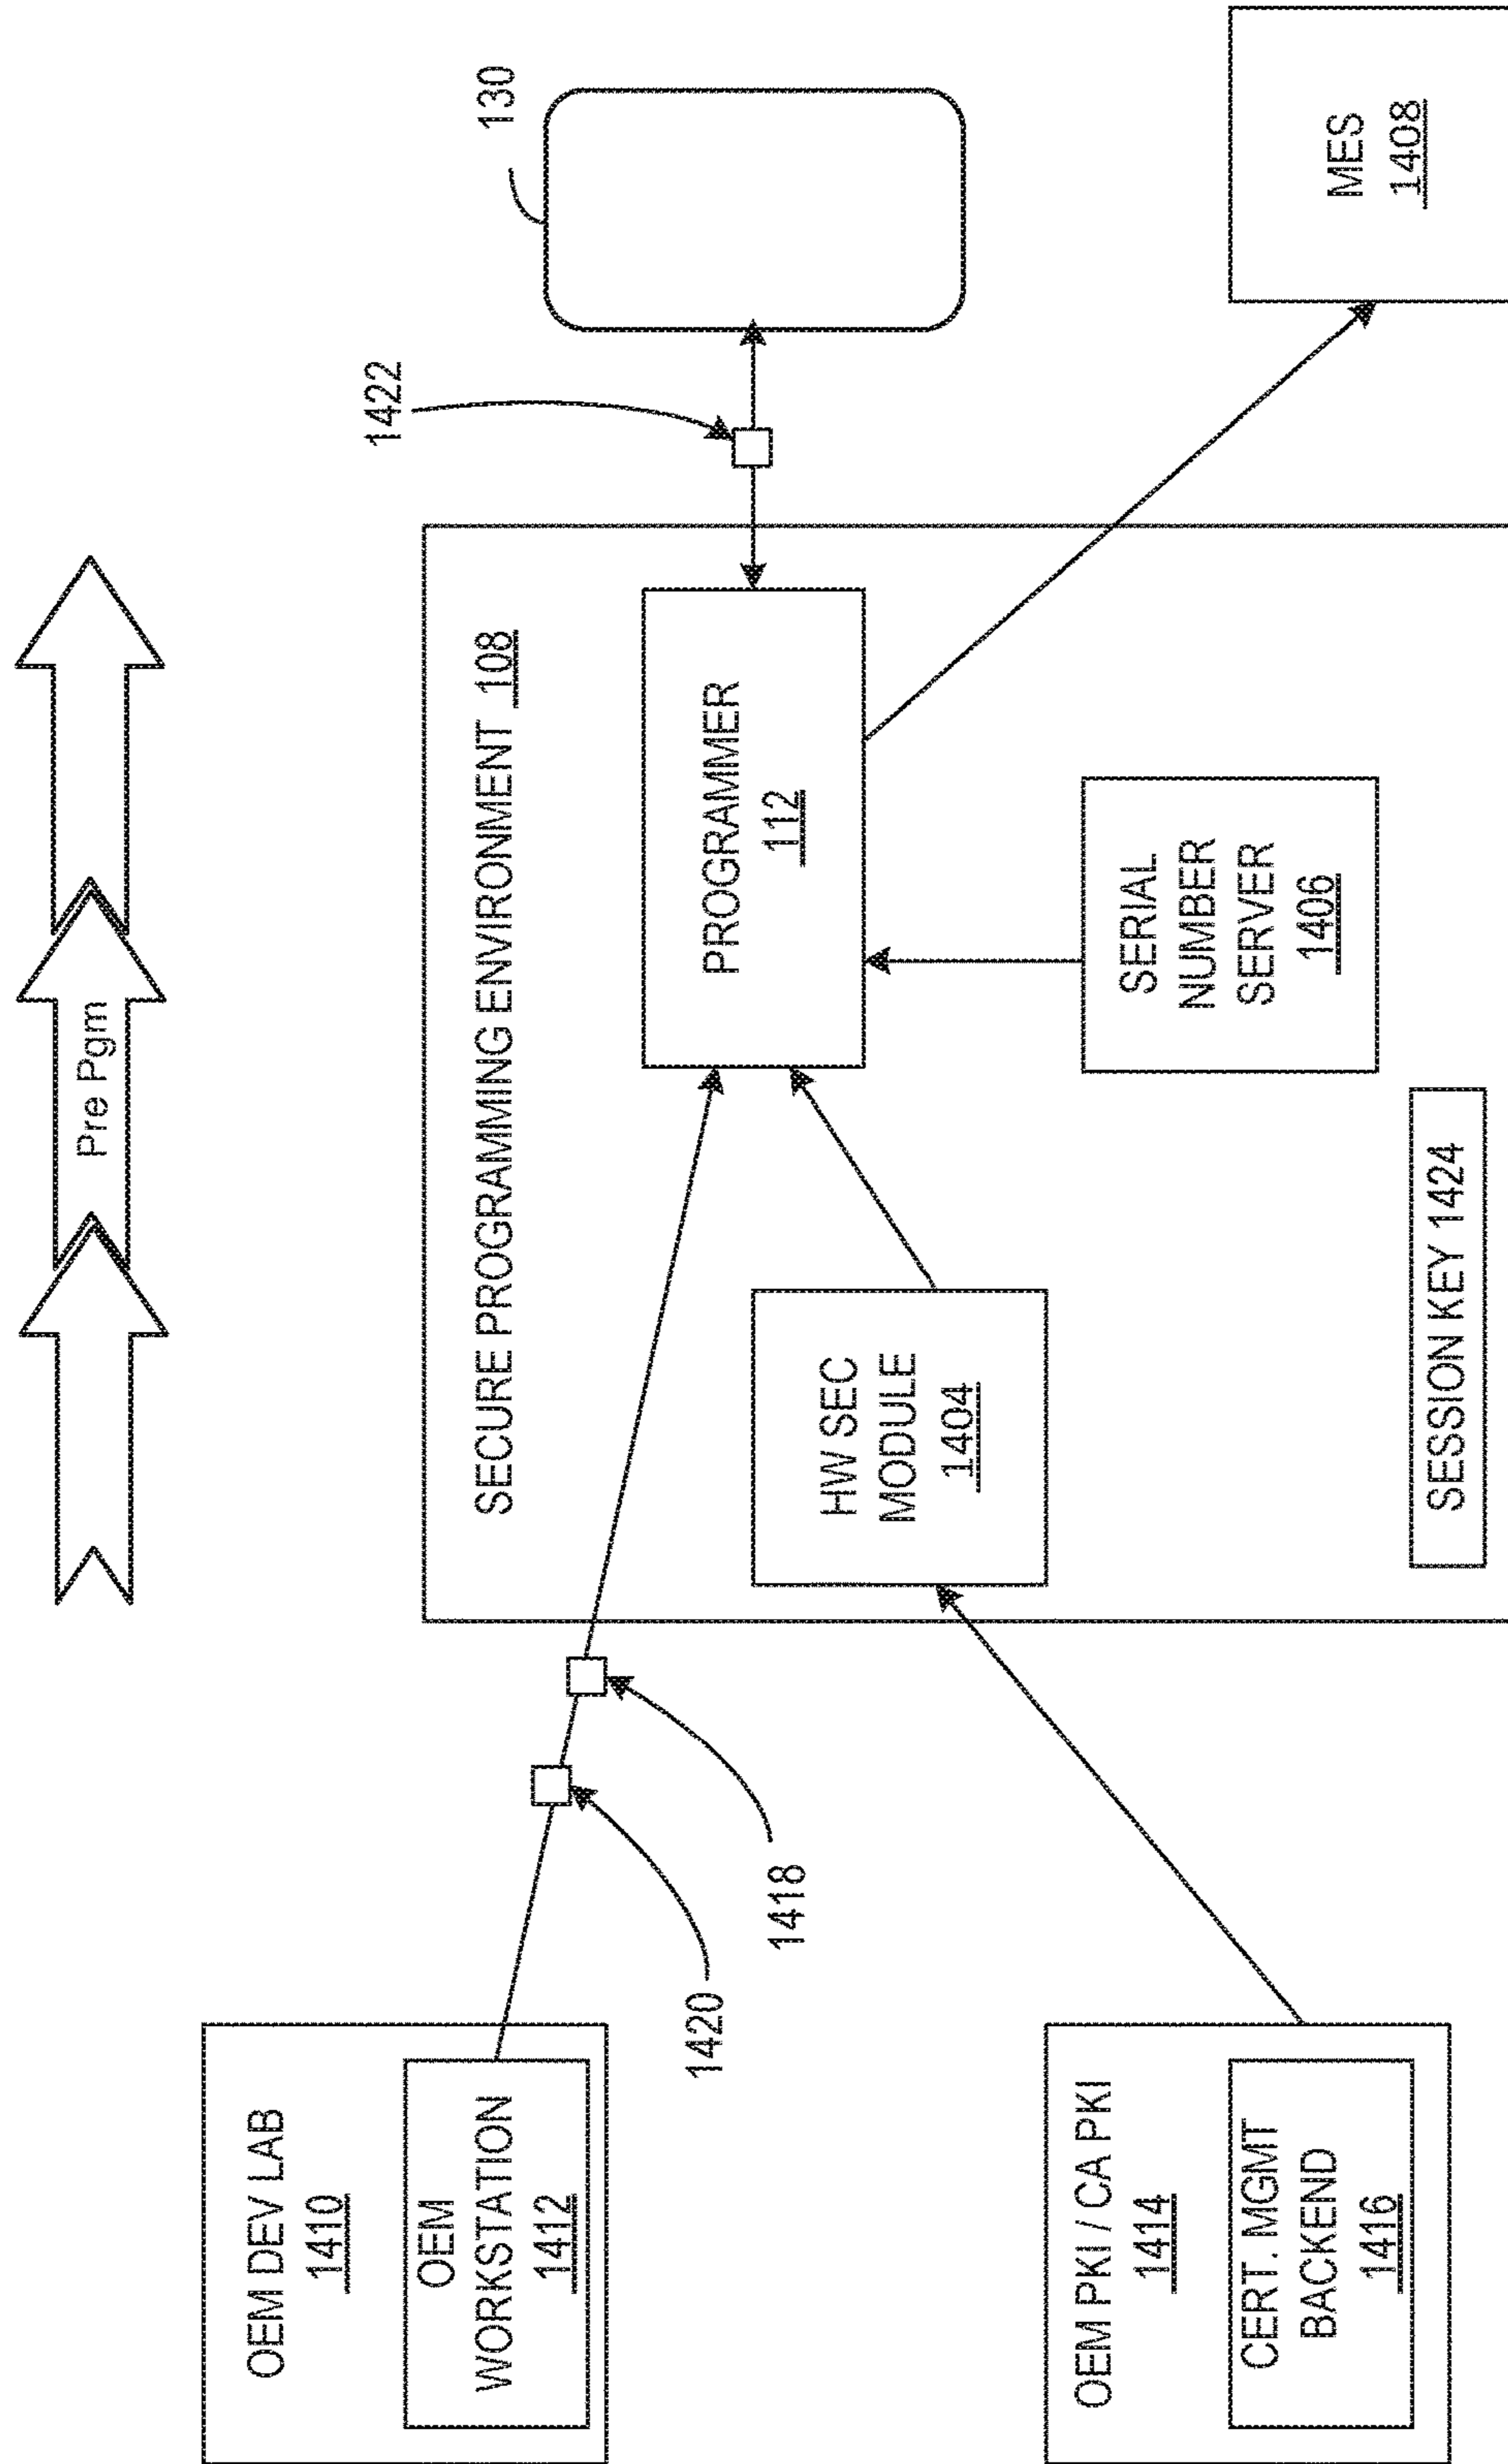 Pre Pgm
OEM DEV LAB
1410
OEM
WORKSTATION
1412
1420
1418
OEM PKI / CA PKI
1414
CERT. MGMT
BACKEND
1416
SECURE PROGRAMMING ENVIRONMENT 108
PROGRAMMER
112
HW SEC
MODULE
1404
SERIAL
NUMBER
SERVER
1406
SESSION KEY 1424
1422
130
MES
1408